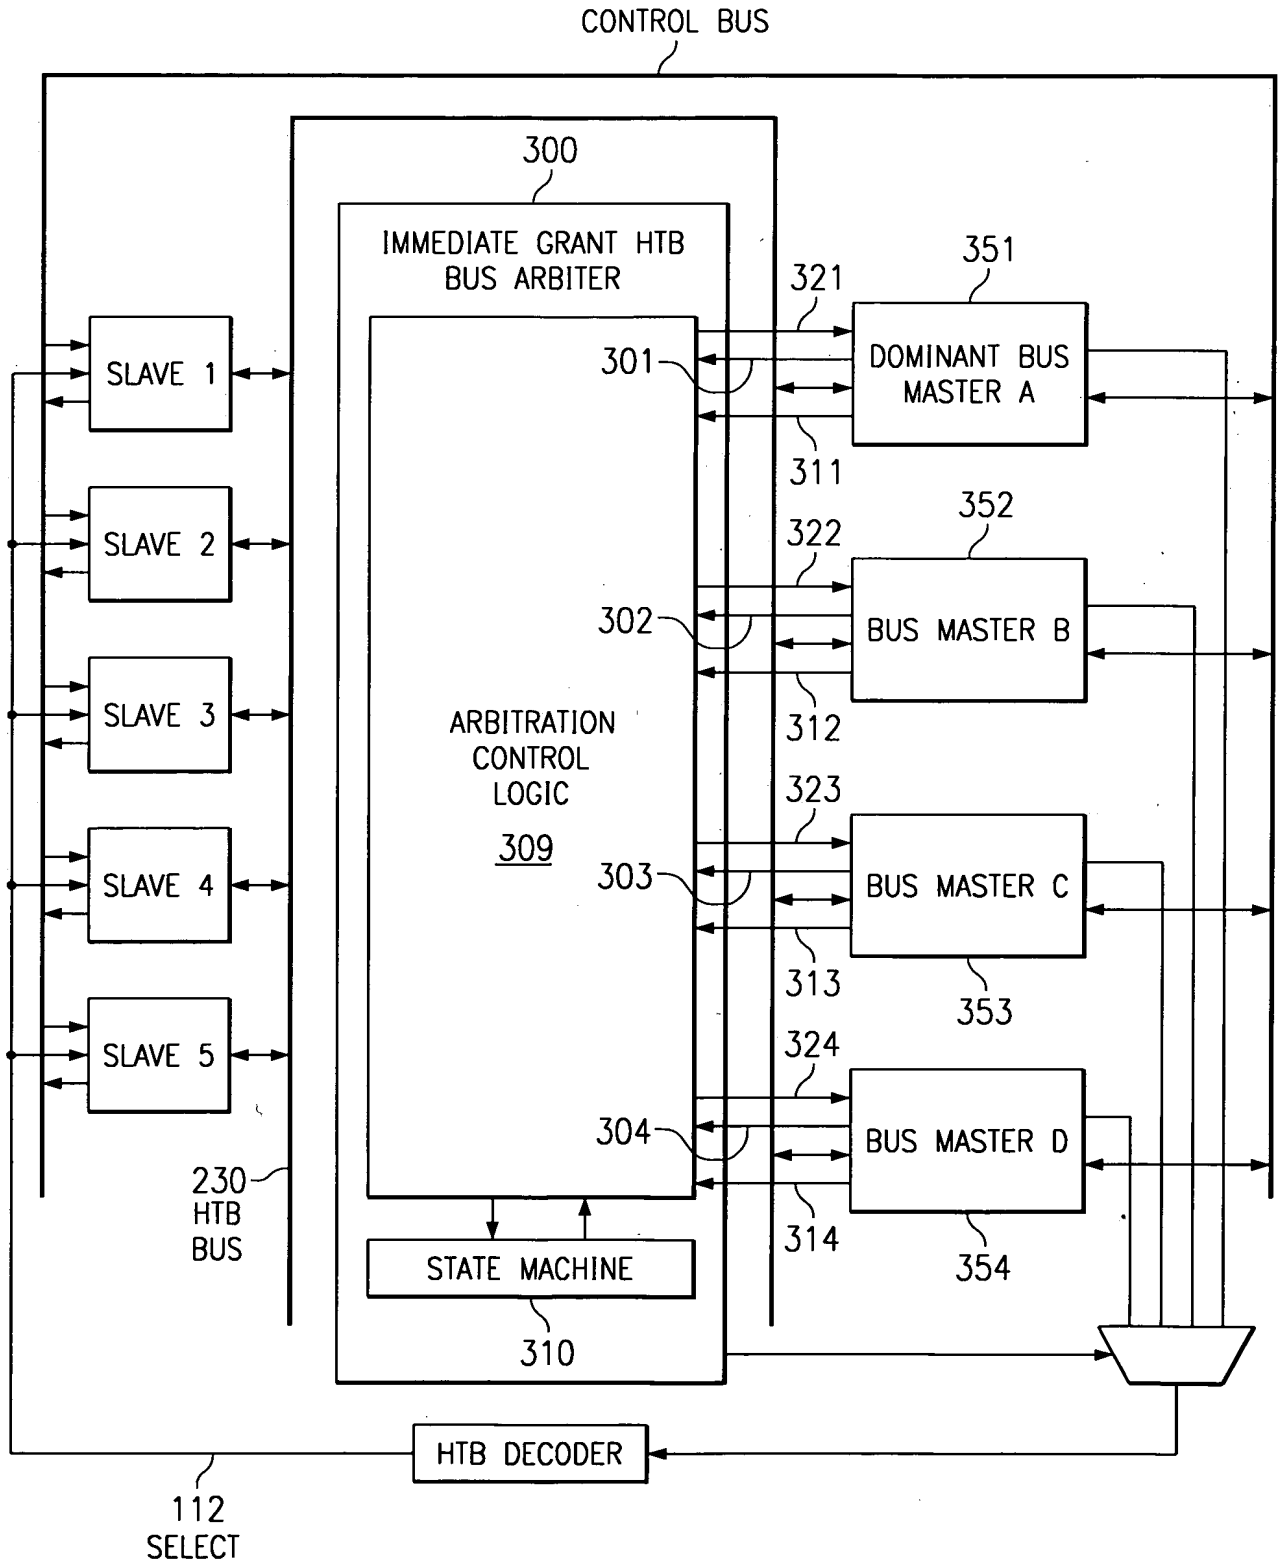 CONTROL BUS
300
IMMEDIATE GRANT HTB
BUS ARBITER
351
321
301
DOMINANT BUS
MASTER A
SLAVE 1
311
352
322
SLAVE 2
302
BUS MASTER B
SLAVE 3
312
ARBITRATION
CONTROL
LOGIC
309
323
303
BUS MASTER C
SLAVE 4
313
353
324
SLAVE 5
304
BUS MASTER D
230
HTB
BUS
314
354
STATE MACHINE
310
HTB DECODER
112
SELECT